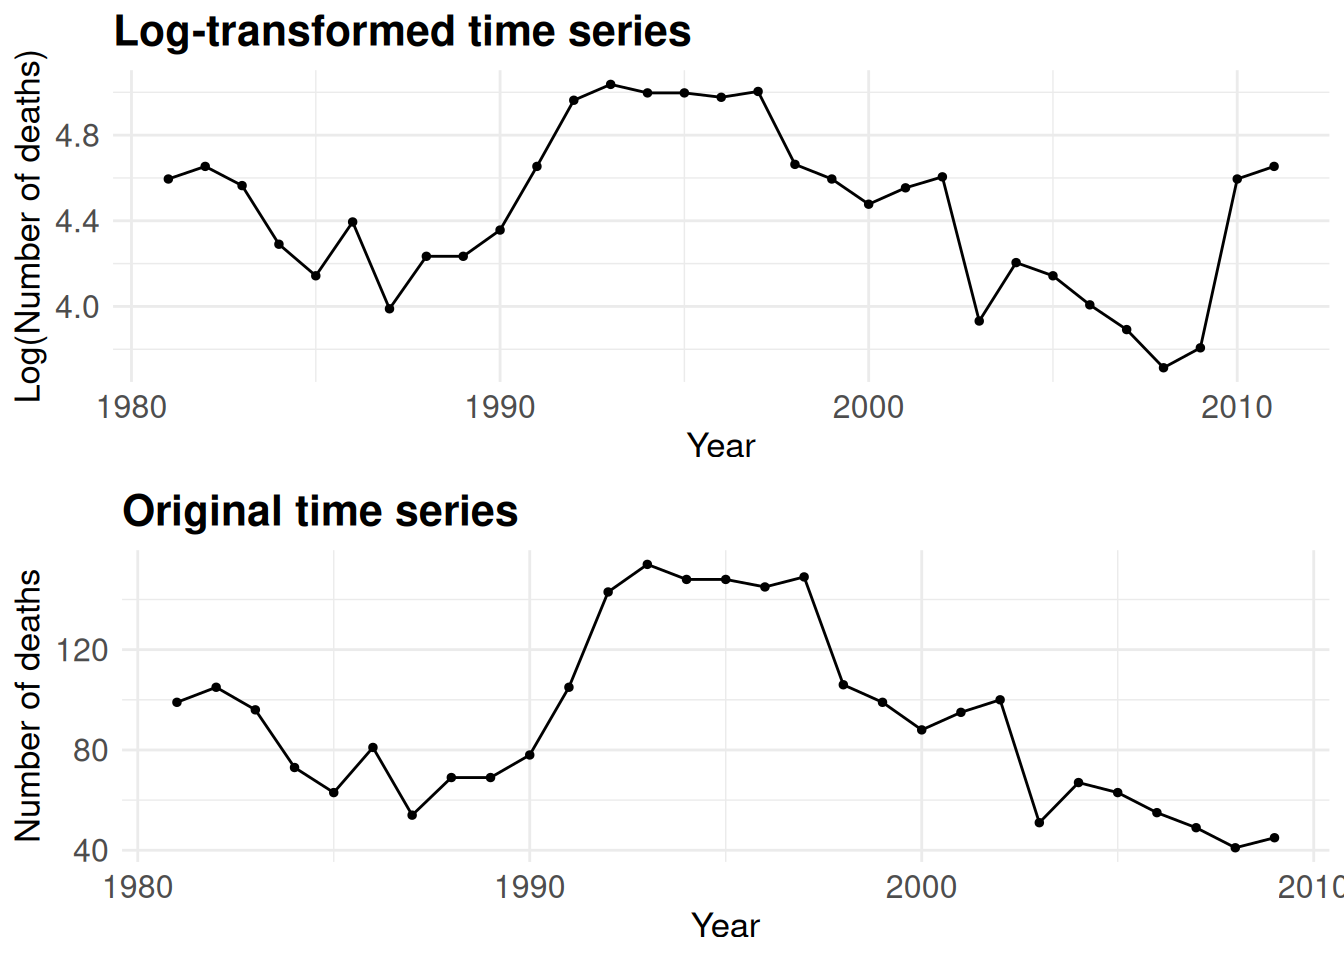 Log-transformed time series
Log(Number of deaths)
4.8
4.4
4.0
1980 1990 2000 2010
Year
Original time series
Number of deaths
120
80
40
1980 1990 2000 2010
Year